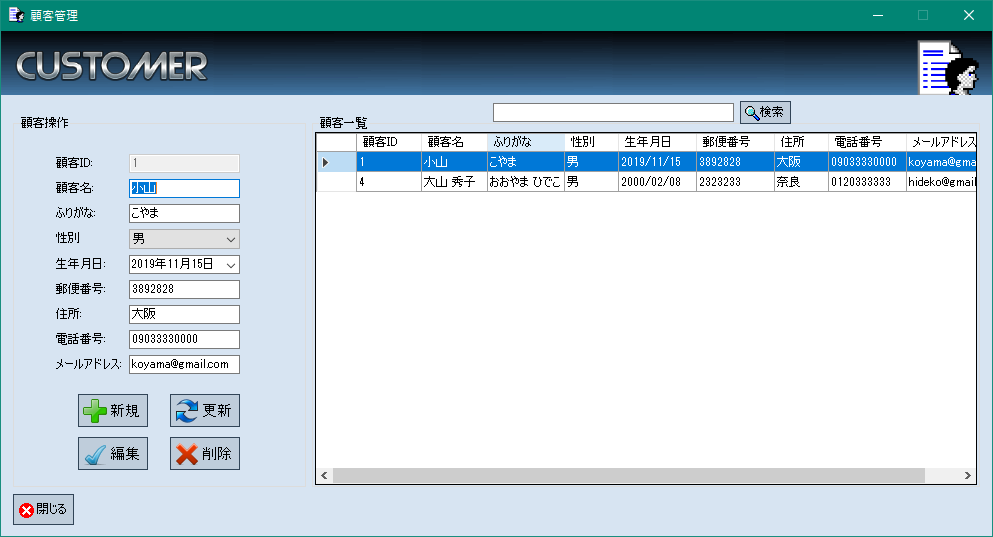 顧客管理
CUSTOMER
顧客操作
顧客ID: 1
顧客名: 小山
ふりがな: こやま
性別 男
生年月日: 2019年11月15日
郵便番号: 3892828
住所: 大阪
電話番号: 09033330000
メールアドレス: koyama@gmail.com
新規 更新
編集 削除
閉じる
検索
顧客一覧
顧客ID 顧客名 ふりがな 性別 生年月日 郵便番号 住所 電話番号 メールアドレス
1 小山 こやま 男 2019/11/15 3892828 大阪 09033330000 koyama@gma
4 大山 秀子 おおやま ひでこ 男 2000/02/08 2323233 奈良 0120333333 hideko@gmail